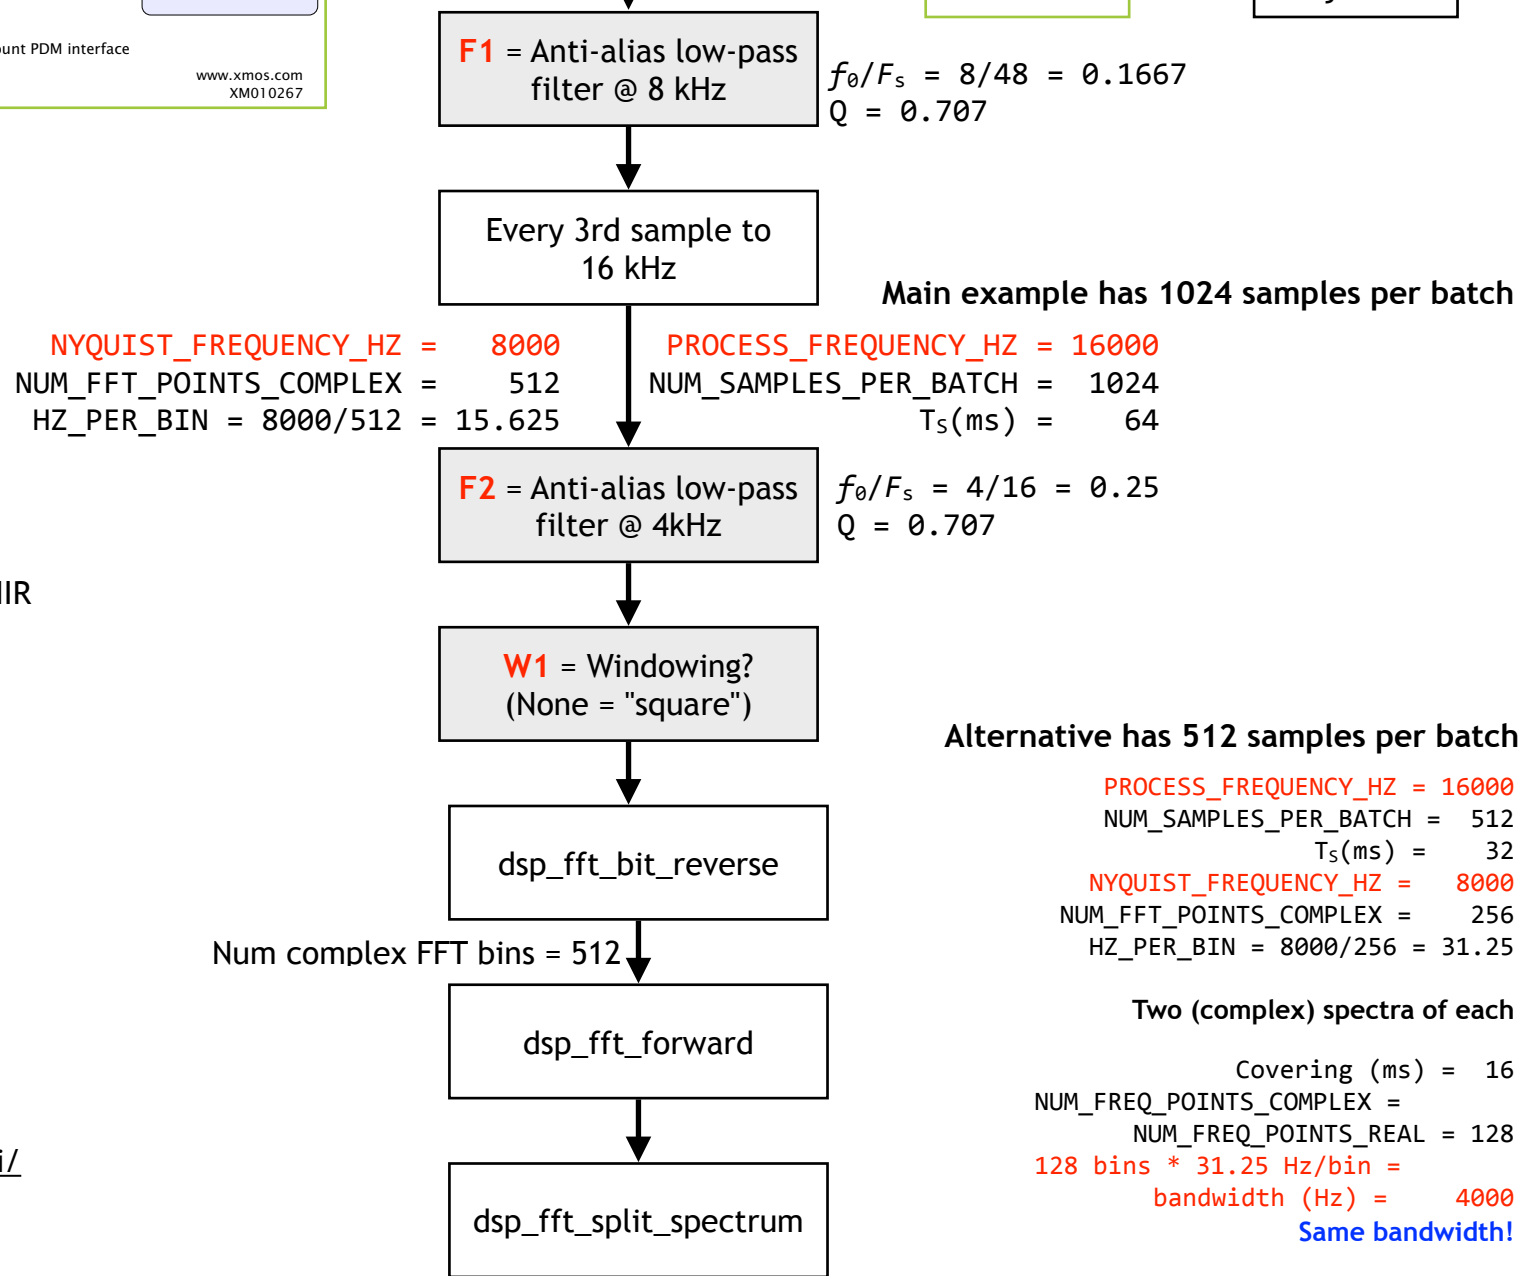 PDM interface
www.xmos.com
XM010267
F1 = Anti-alias low-pass
filter @ 8 kHz
f₀/Fs = 8/48 = 0.1667
Q = 0.707
Every 3rd sample to
16 kHz
Main example has 1024 samples per batch
NYQUIST_FREQUENCY_HZ = 8000
NUM_FFT_POINTS_COMPLEX = 512
HZ_PER_BIN = 8000/512 = 15.625
PROCESS_FREQUENCY_HZ = 16000
NUM_SAMPLES_PER_BATCH = 1024
TS(ms) = 64
F2 = Anti-alias low-pass
filter @ 4kHz
f₀/Fs = 4/16 = 0.25
Q = 0.707
IIR
W1 = Windowing?
(None = "square")
Alternative has 512 samples per batch
PROCESS_FREQUENCY_HZ = 16000
NUM_SAMPLES_PER_BATCH = 512
TS(ms) = 32
NYQUIST_FREQUENCY_HZ = 8000
NUM_FFT_POINTS_COMPLEX = 256
HZ_PER_BIN = 8000/256 = 31.25
dsp_fft_bit_reverse
Num complex FFT bins = 512
Two (complex) spectra of each
dsp_fft_forward
Covering (ms) = 16
NUM_FREQ_POINTS_COMPLEX =
NUM_FREQ_POINTS_REAL = 128
128 bins * 31.25 Hz/bin =
bandwidth (Hz) = 4000
Same bandwidth!
i/
dsp_fft_split_spectrum